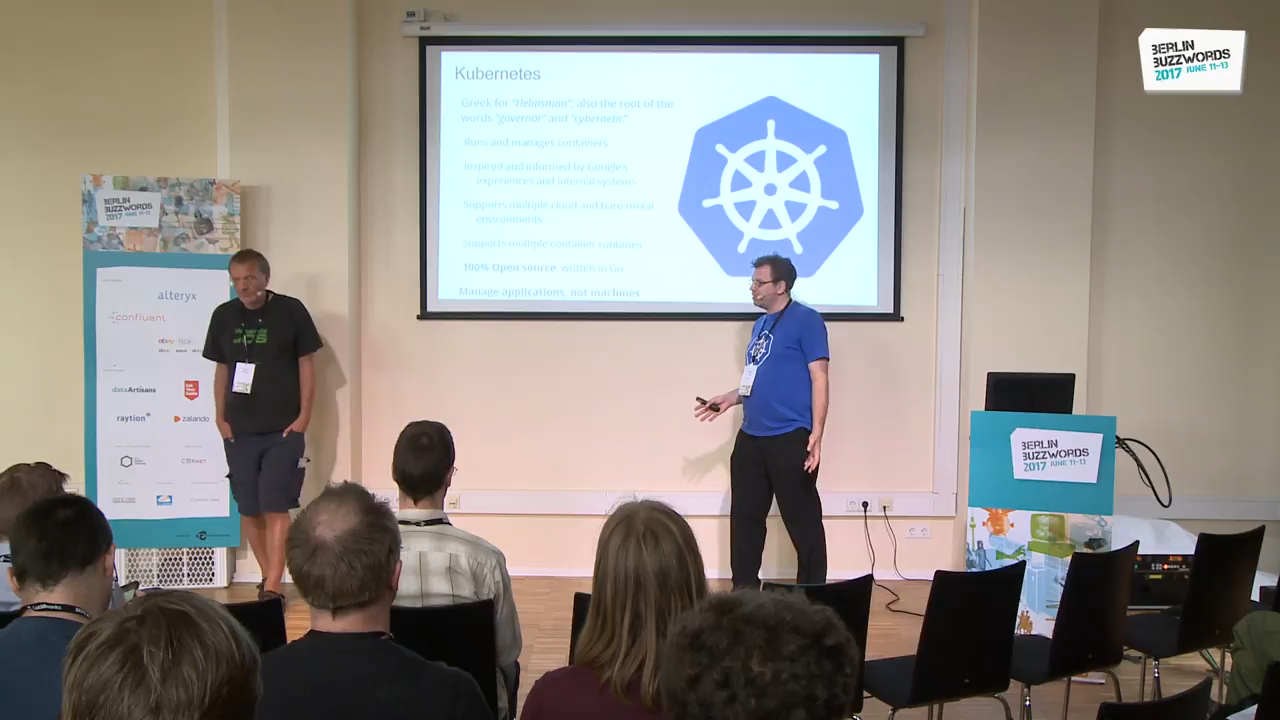 BERLIN
BUZZWORDS
2017 JUNE 11-13
Kubernetes
Greek for "Helmsman"; also the root of the
words "governor" and "cybernetic"
Runs and manages containers
Inspired and informed by Google's
experiences and internal systems
Supports multiple cloud and bare-metal
environments
Supports multiple container runtimes
100% Open source, written in Go
Manage applications, not machines
BERLIN
BUZZWORDS
2017 JUNE 11-13
alteryx
confluent
dataArtisans
raytion
zalando
BERLIN
BUZZWORDS
2017 JUNE 11-13